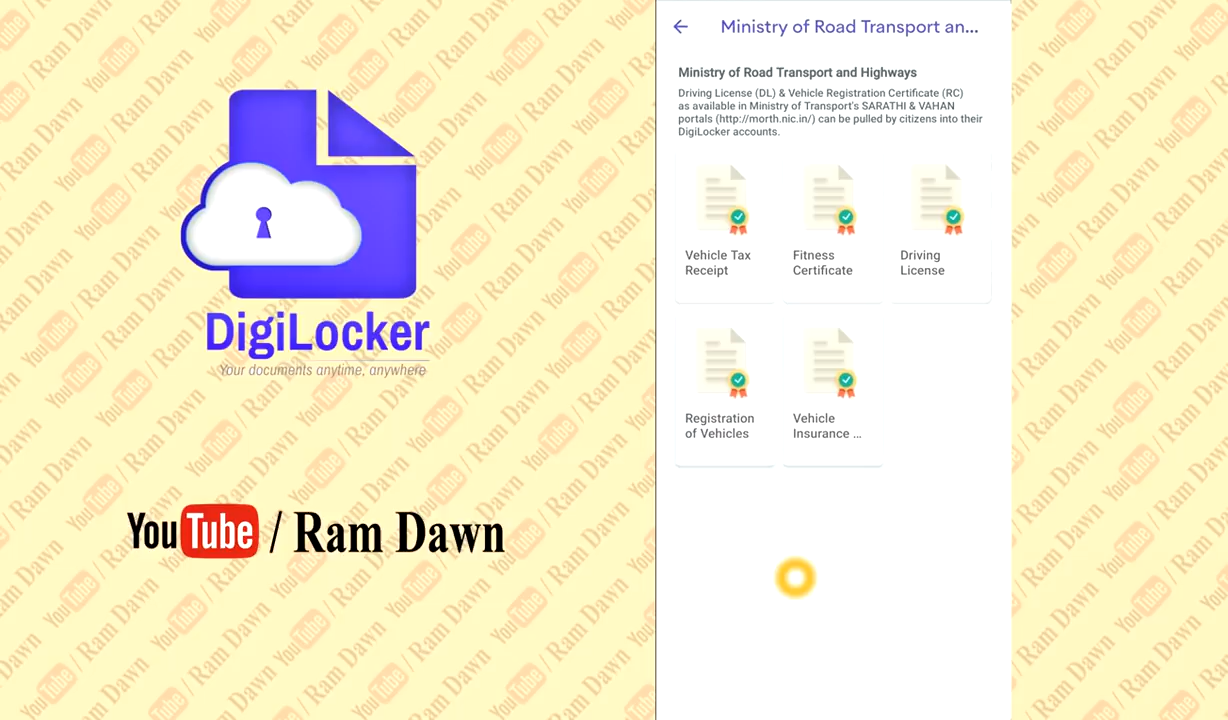 DigiLocker
Your documents anytime, anywhere
YouTube / Ram Dawn
Ministry of Road Transport an...
Ministry of Road Transport and Highways
Driving License (DL) & Vehicle Registration Certificate (RC)
as available in Ministry of Transport's SARATHI & VAHAN
portals (http://morth.nic.in/) can be pulled by citizens into their
DigiLocker accounts.
Vehicle Tax
Receipt
Fitness
Certificate
Driving
License
Registration
of Vehicles
Vehicle
Insurance ...